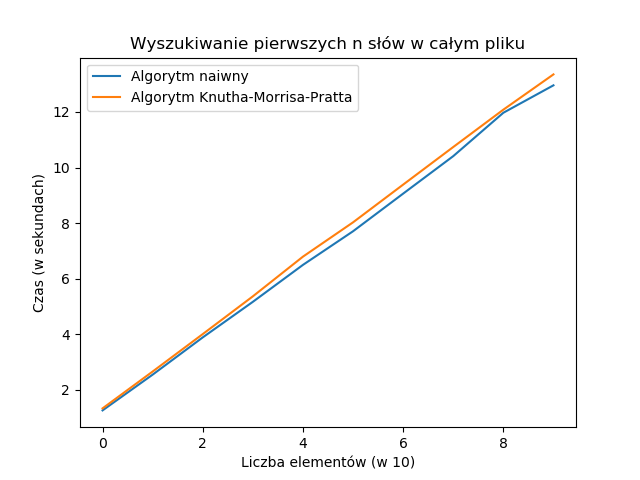 Wyszukiwanie pierwszych n słów w całym pliku
Algorytm naiwny
Algorytm Knutha-Morrisa-Pratta
Czas (w sekundach)
12
10
8
6
4
2
0 2 4 6 8
Liczba elementów (w 10)